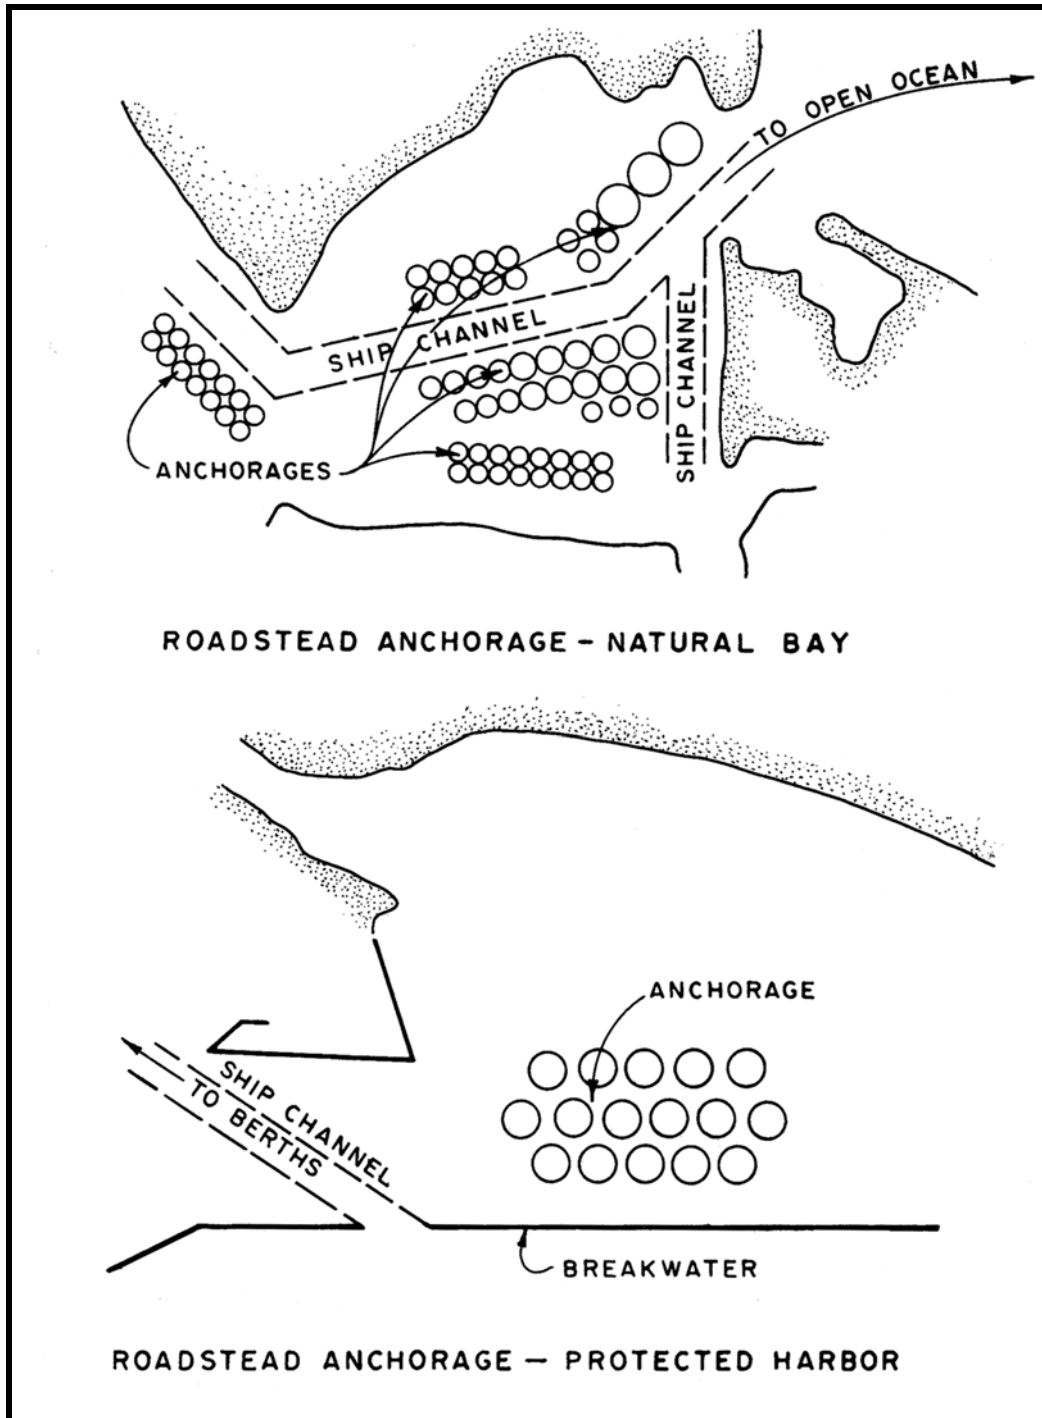 TO OPEN OCEAN
SHIP CHANNEL
SHIP CHANNEL
ANCHORAGES
ROADSTEAD ANCHORAGE – NATURAL BAY
ANCHORAGE
SHIP CHANNEL
TO BERTHS
BREAKWATER
ROADSTEAD ANCHORAGE – PROTECTED HARBOR